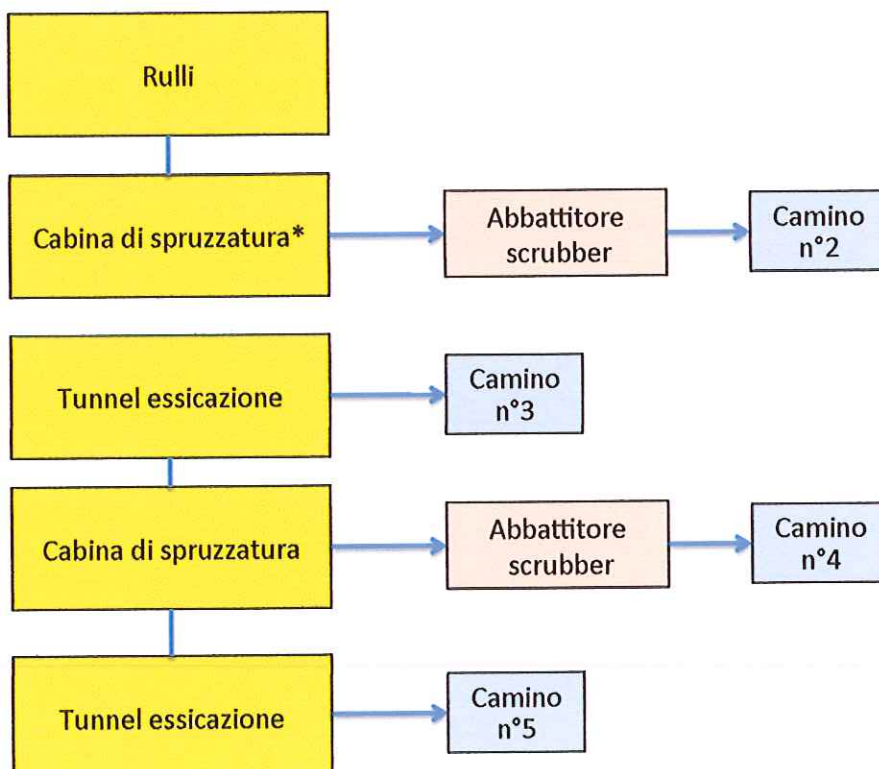 Rulli
Cabina di spruzzatura*
Abbattitore
scrubber
Camino
n°2
Tunnel essicazione
Camino
n°3
Cabina di spruzzatura
Abbattitore
scrubber
Camino
n°4
Tunnel essicazione
Camino
n°5